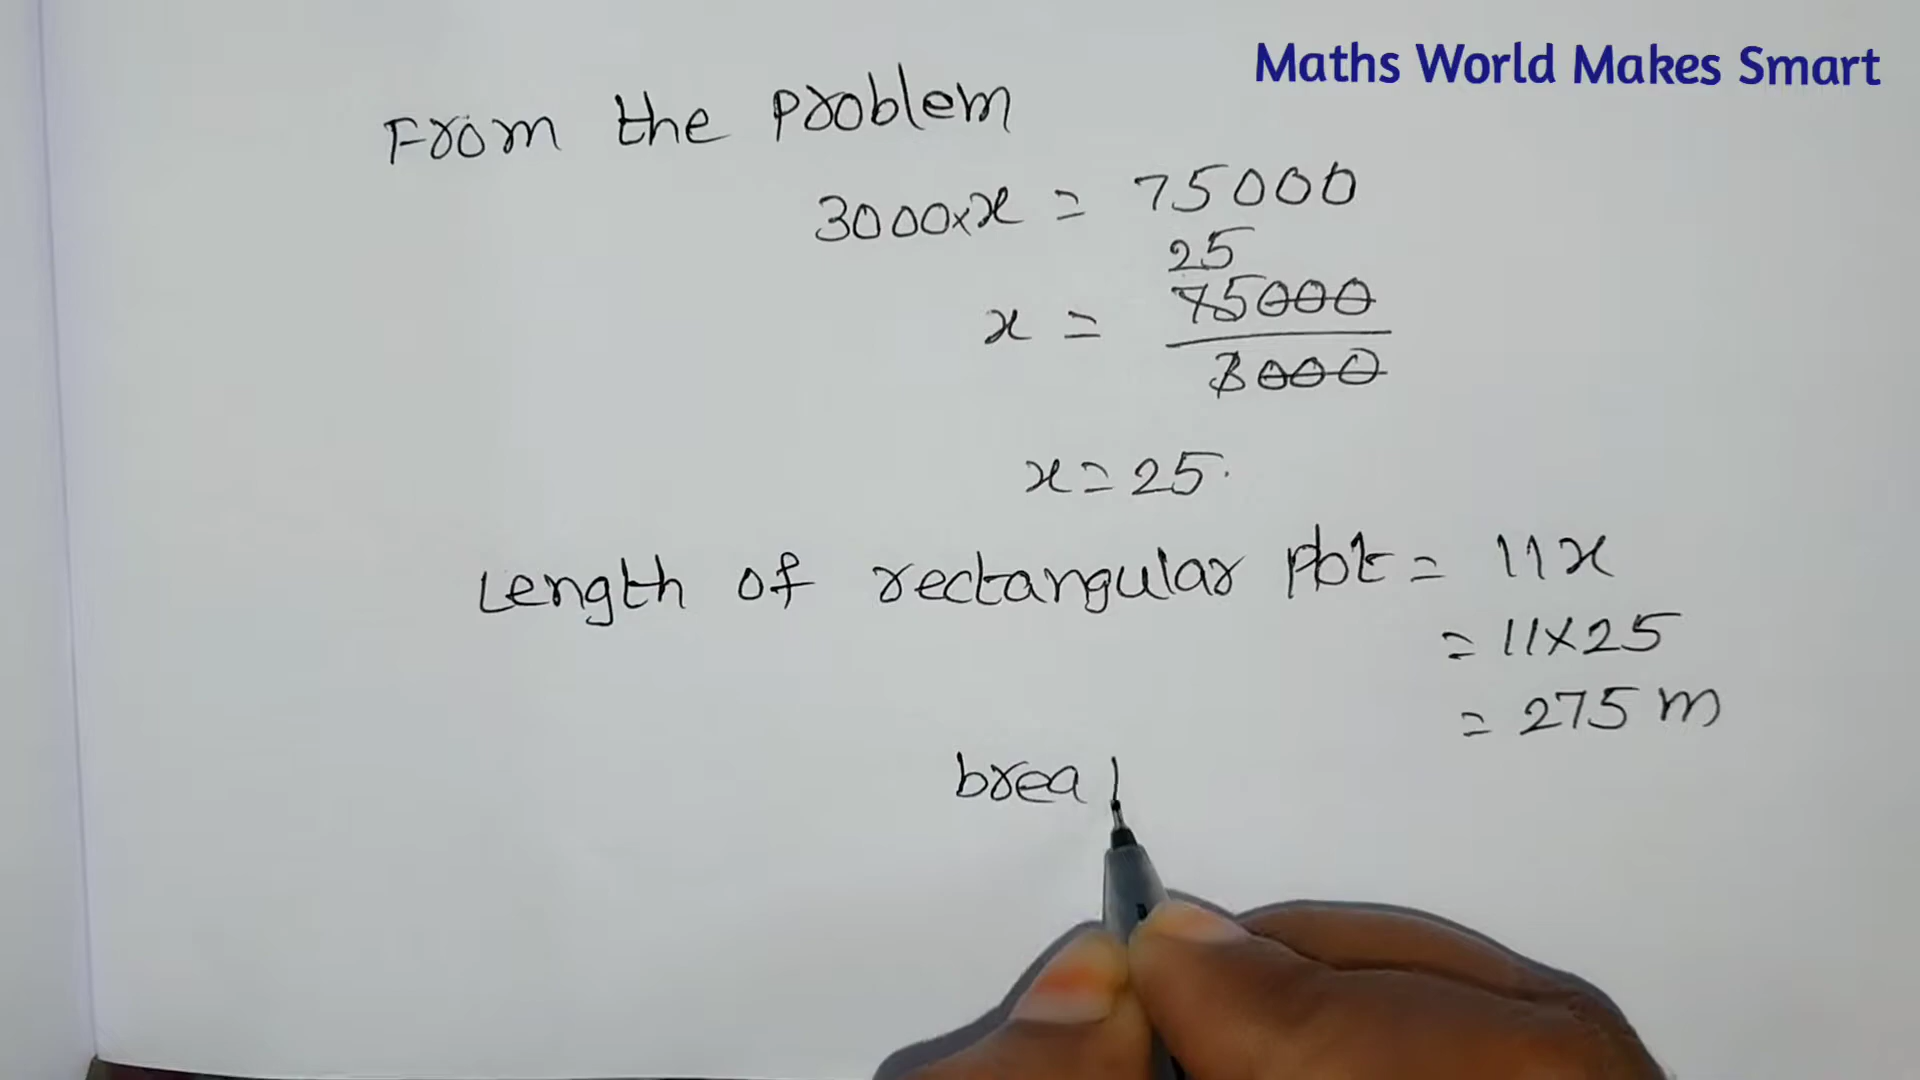 Maths World Makes Smart
From the problem
3000×x = 75000
25
x = 75000
3000
x = 25.
Length of rectangular plot = 11x
= 11×25
= 275 m
brea